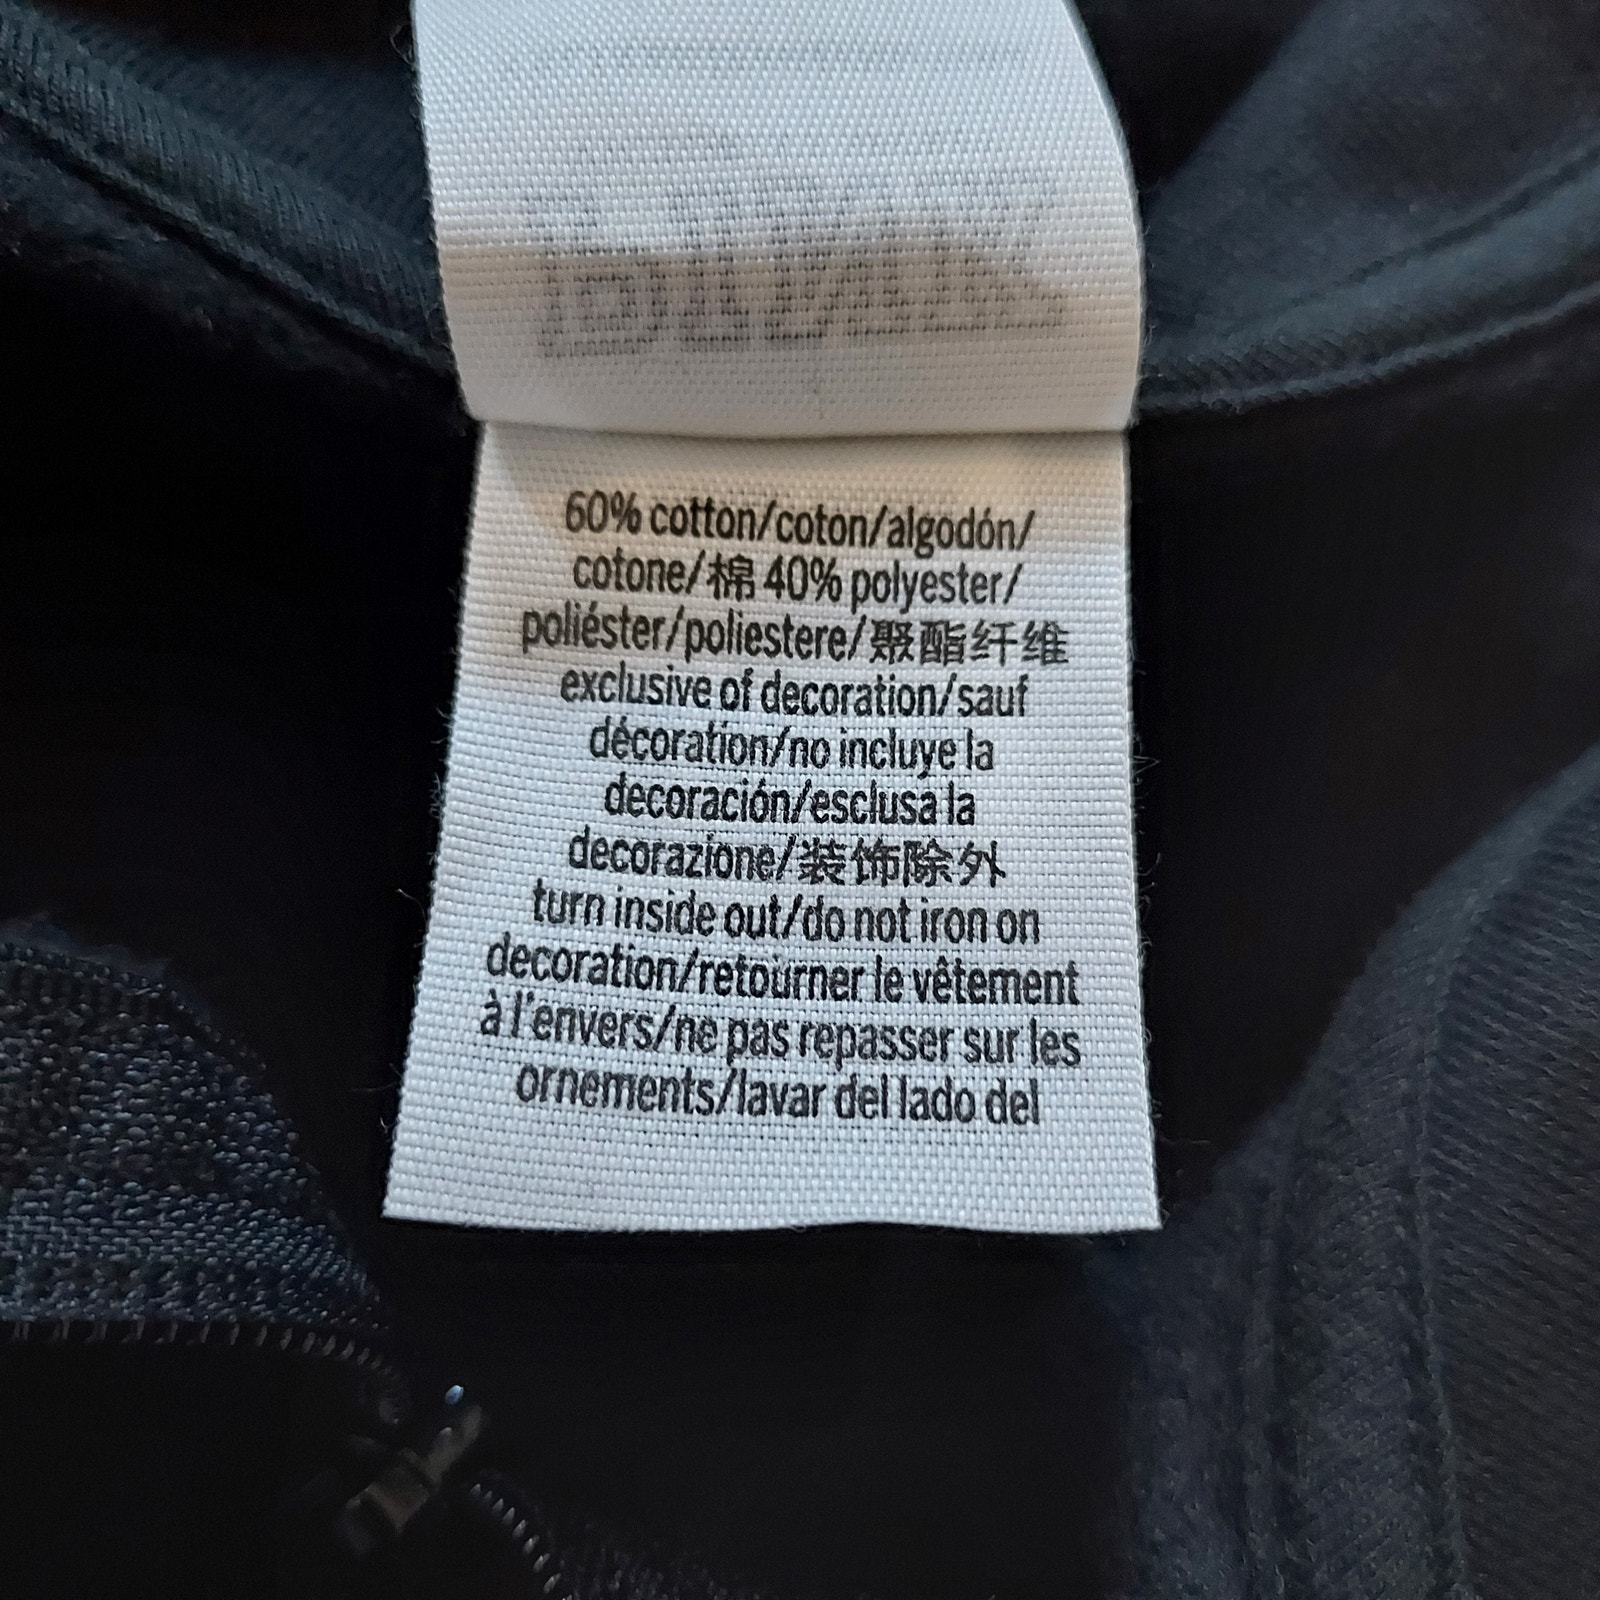 60% cotton/coton/algodón/
cotone/棉 40% polyester/
poliéster/poliestere/聚酯纤维
exclusive of decoration/sauf
décoration/no incluye la
decoración/esclusa la
decorazione/装饰除外
turn inside out/do not iron on
decoration/retourner le vêtement
à l'envers/ne pas repasser sur les
ornements/lavar del lado del